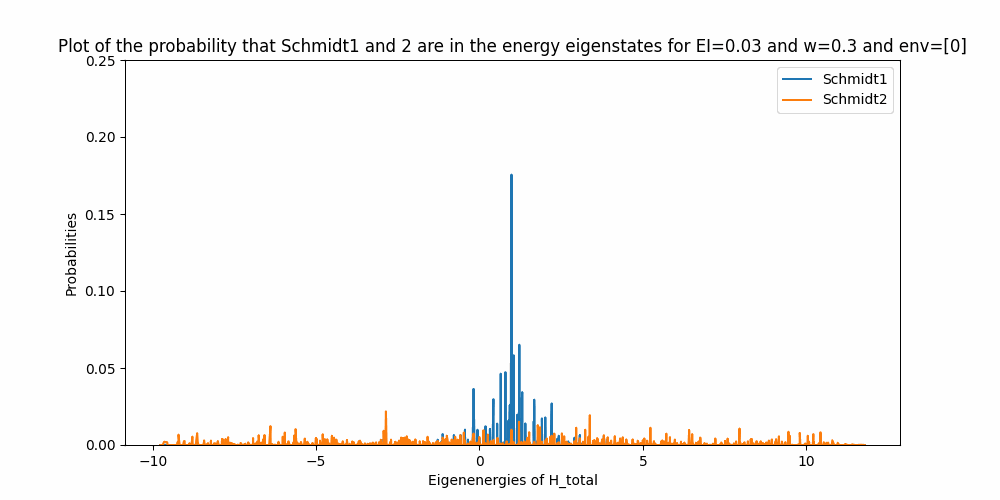 Plot of the probability that Schmidt1 and 2 are in the energy eigenstates for EI=0.03 and w=0.3 and env=[0]
0.25
0.20
0.15
0.10
0.05
0.00
Probabilities
Schmidt1
Schmidt2
−10
−5
0
5
10
Eigenenergies of H_total